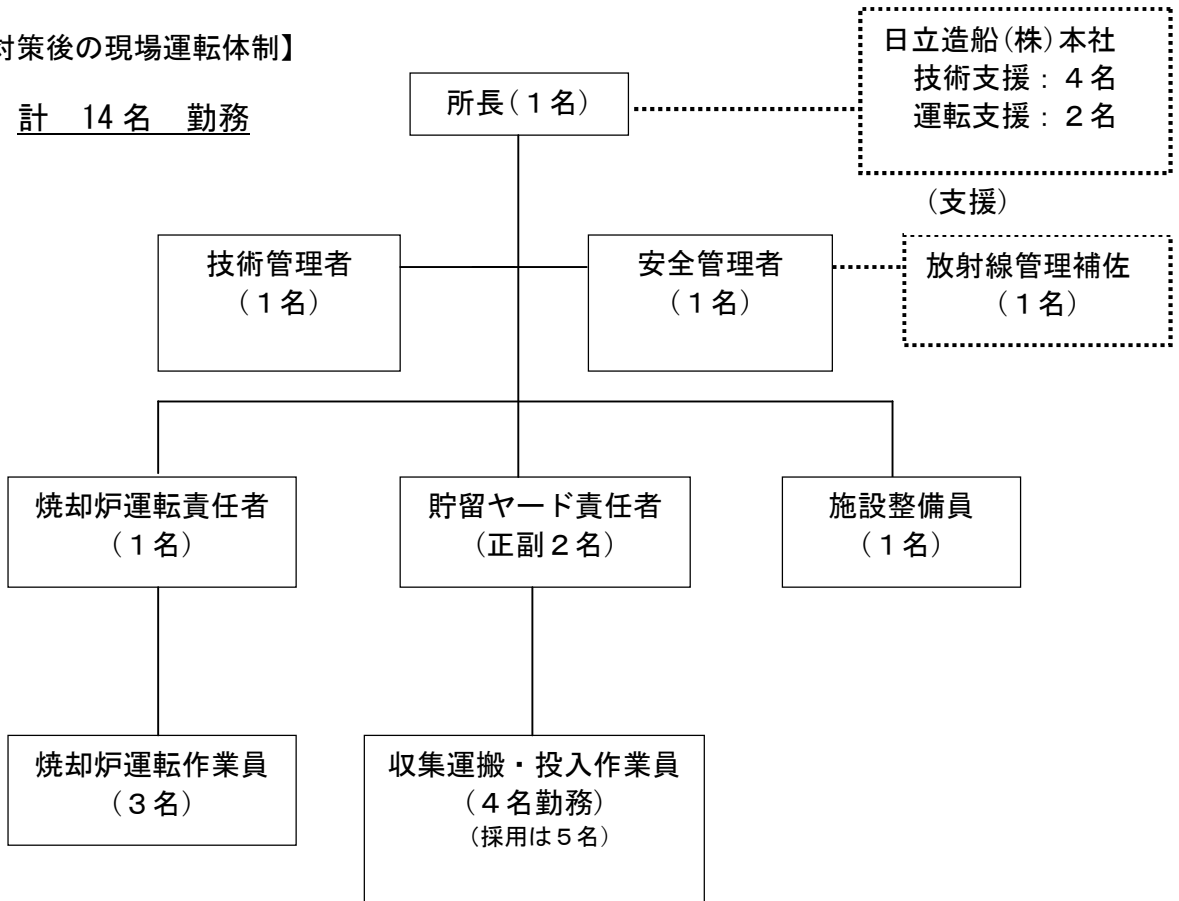 対策後の現場運転体制】
計 14名 勤務
所長(1名)
日立造船(株)本社
技術支援：4名
運転支援：2名
(支援)
技術管理者
(1名)
安全管理者
(1名)
放射線管理補佐
(1名)
焼却炉運転責任者
(1名)
貯留ヤード責任者
(正副2名)
施設整備員
(1名)
焼却炉運転作業員
(3名)
収集運搬・投入作業員
(4名勤務)
(採用は5名)